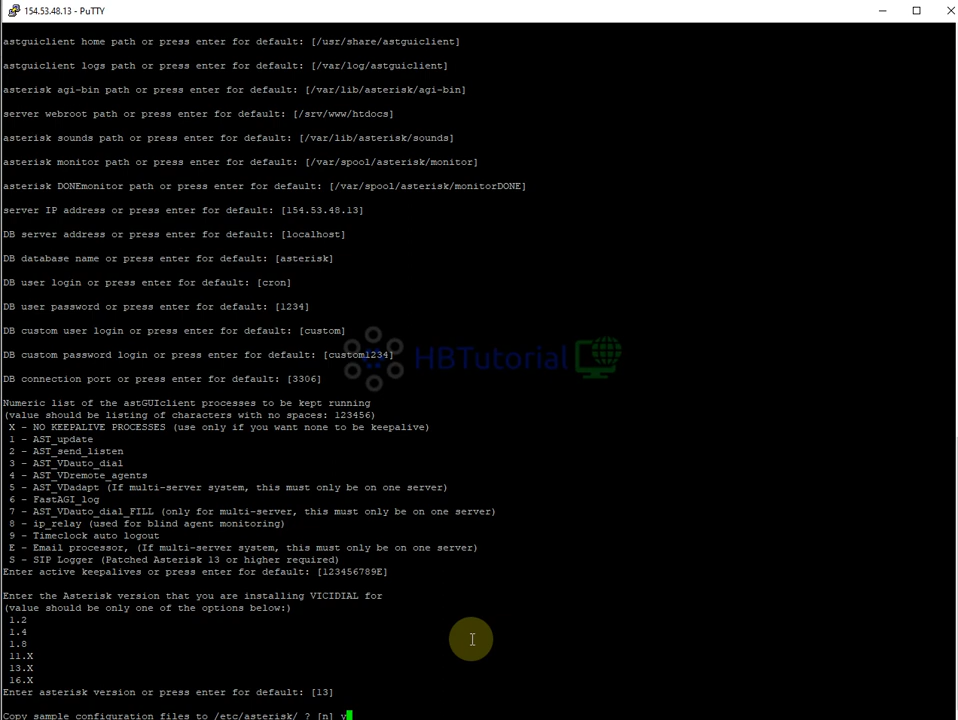 154.53.48.13 - PuTTY
astguiclient home path or press enter for default: [/usr/share/astguiclient]
astguiclient logs path or press enter for default: [/var/log/astguiclient]
asterisk agi-bin path or press enter for default: [/var/lib/asterisk/agi-bin]
server webroot path or press enter for default: [/srv/www/htdocs]
asterisk sounds path or press enter for default: [/var/lib/asterisk/sounds]
asterisk monitor path or press enter for default: [/var/spool/asterisk/monitor]
asterisk DONEmonitor path or press enter for default: [/var/spool/asterisk/monitorDONE]
server IP address or press enter for default: [154.53.48.13]
DB server address or press enter for default: [localhost]
DB database name or press enter for default: [asterisk]
DB user login or press enter for default: [cron]
DB user password or press enter for default: [1234]
DB custom user login or press enter for default: [custom]
DB custom password login or press enter for default: [custom1234]
HBTutorial
DB connection port or press enter for default: [3306]
Numeric list of the astGUIclient processes to be kept running
(value should be listing of characters with no spaces: 123456)
X - NO KEEPALIVE PROCESSES (use only if you want none to be keepalive)
1 - AST_update
2 - AST_send_listen
3 - AST_VDauto_dial
4 - AST_VDremote_agents
5 - AST_VDadapt (If multi-server system, this must only be on one server)
6 - FastAGI_log
7 - AST_VDauto_dial_FILL (only for multi-server, this must only be on one server)
8 - ip_relay (used for blind agent monitoring)
9 - Timeclock auto logout
E - Email processor, (If multi-server system, this must only be on one server)
S - SIP Logger (Patched Asterisk 13 or higher required)
Enter active keepalives or press enter for default: [123456789E]
Enter the Asterisk version that you are installing VICIDIAL for
(value should be only one of the options below:)
1.2
1.4
1.8
11.X
13.X
16.X
Enter asterisk version or press enter for default: [13]
Copy sample configuration files to /etc/asterisk/ ? [n] y